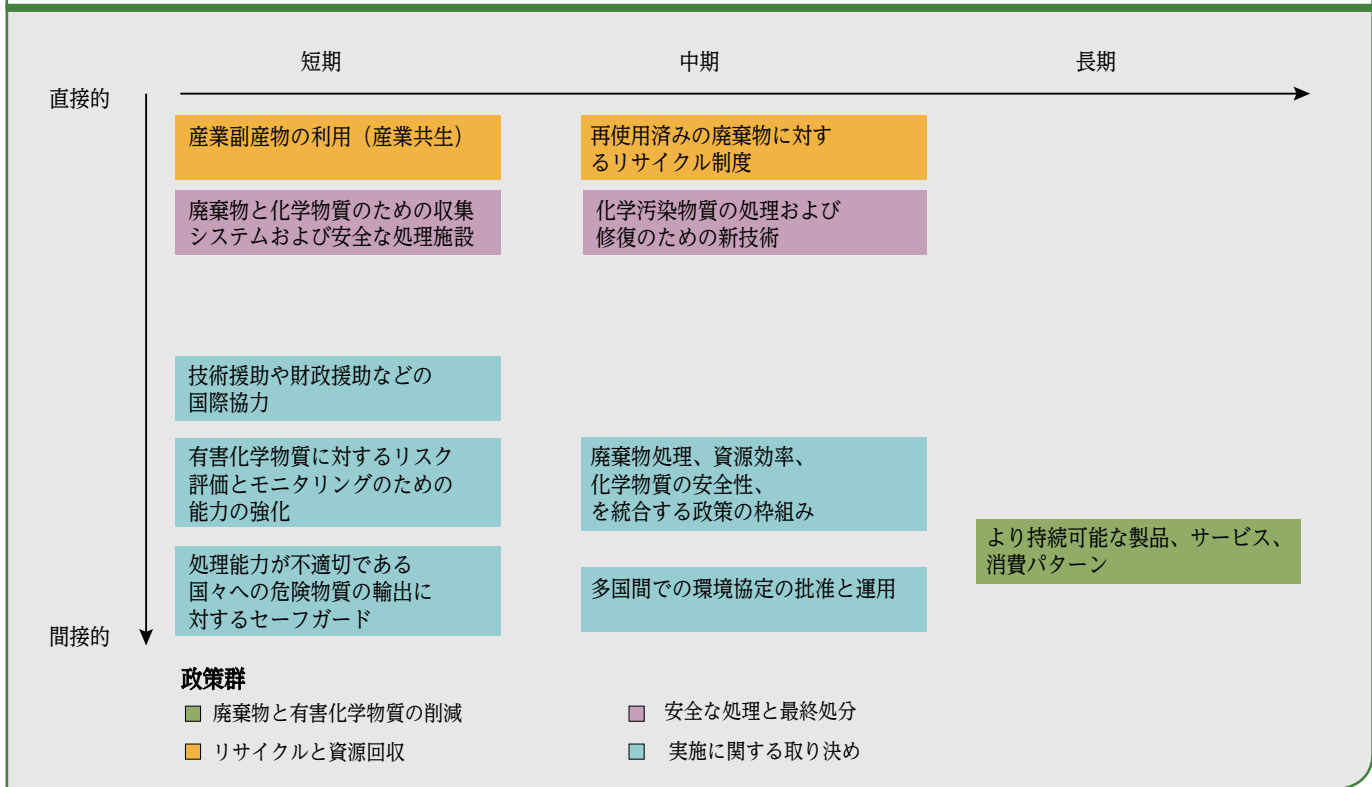 短期
中期
長期
直接的
産業副産物の利用（産業共生）
再使用済みの廃棄物に対す
るリサイクル制度
廃棄物と化学物質のための収集
システムおよび安全な処理施設
化学汚染物質の処理および
修復のための新技術
技術援助や財政援助などの
国際協力
有害化学物質に対するリスク
評価とモニタリングのための
能力の強化
廃棄物処理、資源効率、
化学物質の安全性、
を統合する政策の枠組み
より持続可能な製品、サービス、
消費パターン
処理能力が不適切である
国々への危険物質の輸出に
対するセーフガード
多国間での環境協定の批准と運用
間接的
政策群
廃棄物と有害化学物質の削減
安全な処理と最終処分
リサイクルと資源回収
実施に関する取り決め